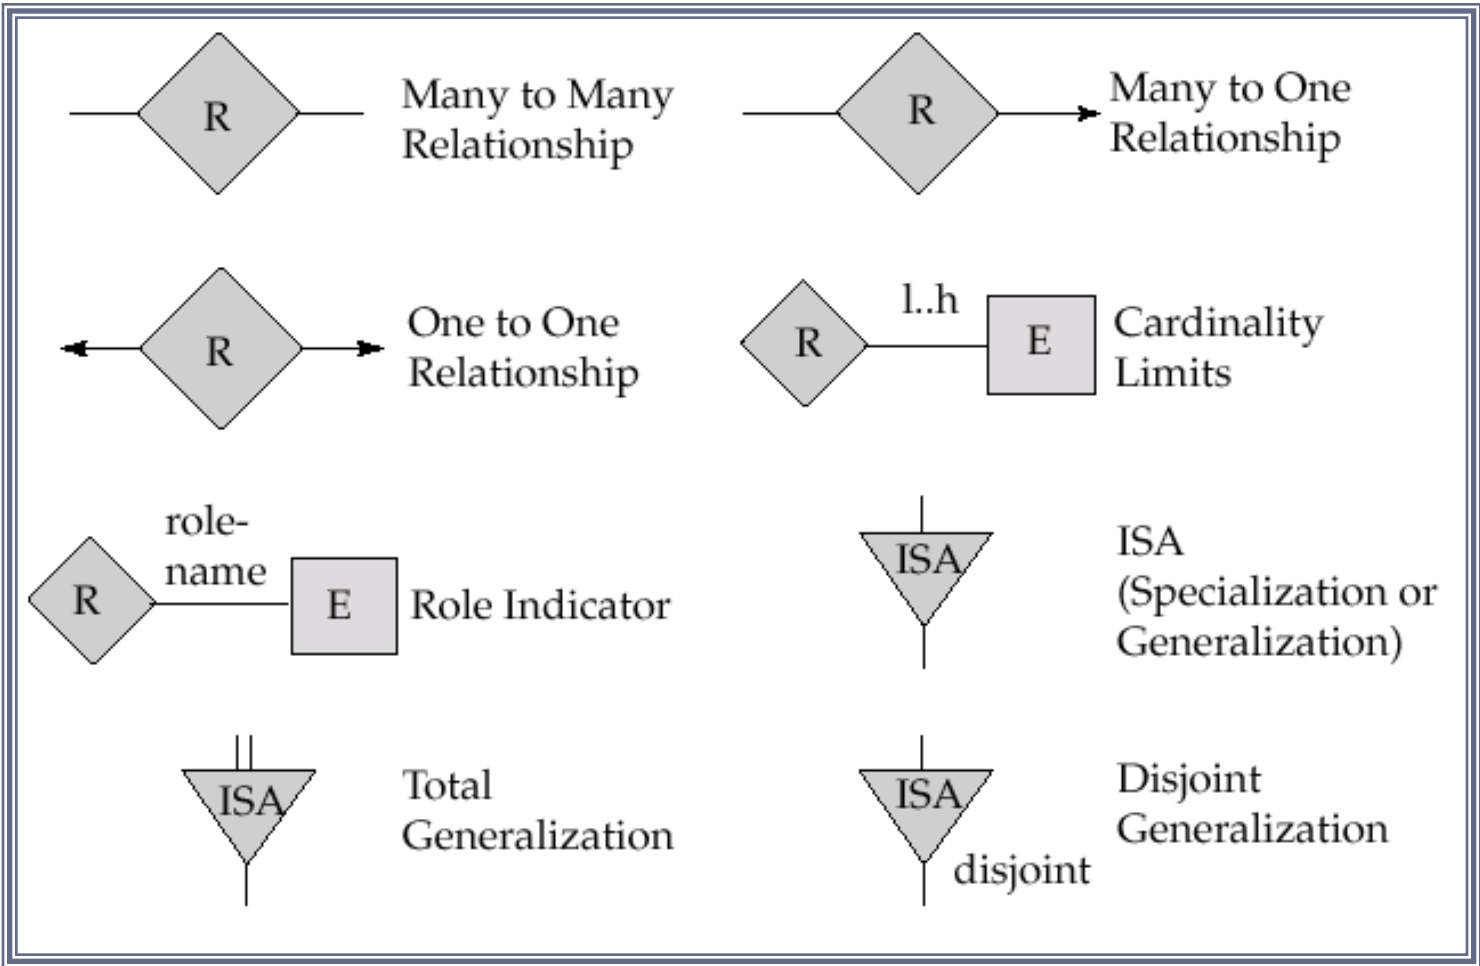 R
Many to Many
Relationship
R
Many to One
Relationship
R
One to One
Relationship
R
l..h
E
Cardinality
Limits
R
role-
name
E
Role Indicator
ISA
ISA
(Specialization or
Generalization)
ISA
Total
Generalization
ISA
disjoint
Disjoint
Generalization